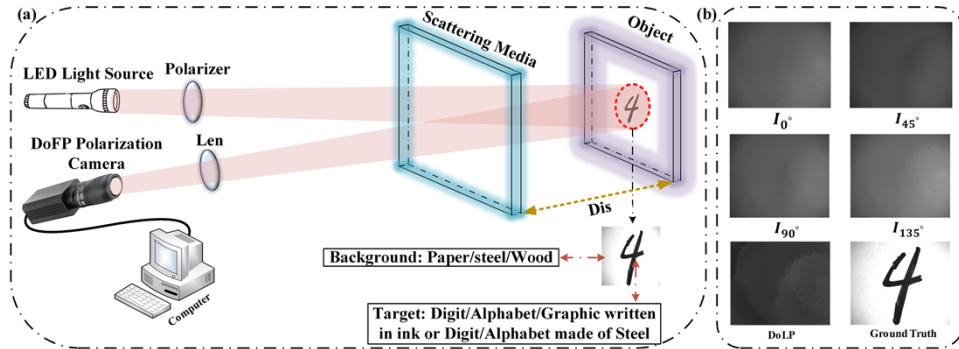 (a)
LED Light Source
Polarizer
Scattering Media
Object
4
DoFP Polarization
Camera
Len
Dis
Computer
Background: Paper/steel/Wood
4
Target: Digit/Alphabet/Graphic written
in ink or Digit/Alphabet made of Steel
(b)
I0°
I45°
I90°
I135°
4
DoLP
Ground Truth